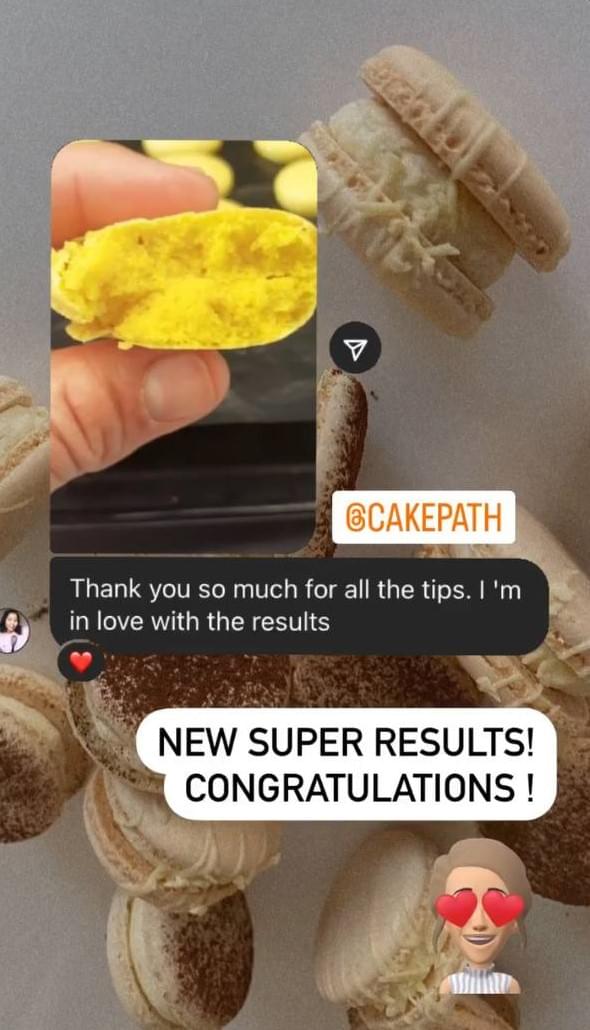 @CAKEPATH
Thank you so much for all the tips. I 'm
in love with the results
NEW SUPER RESULTS!
CONGRATULATIONS !